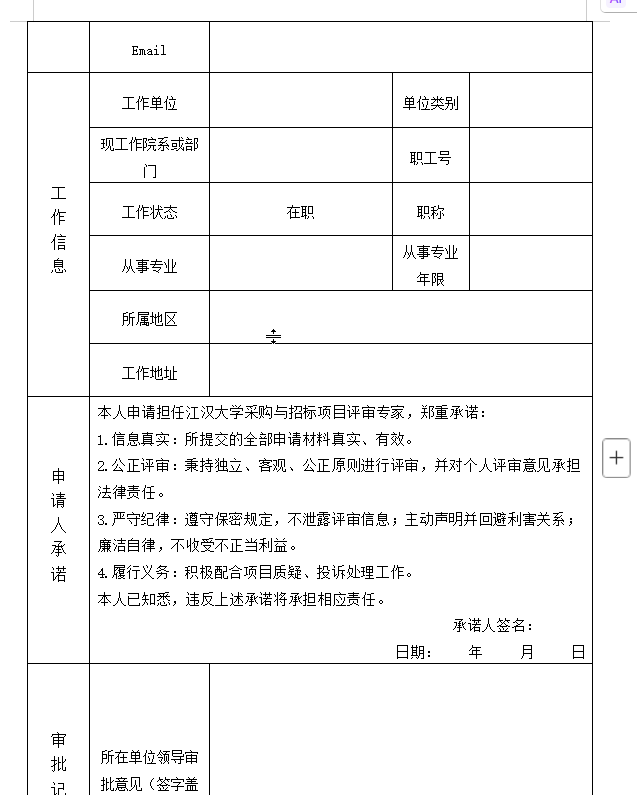 Email
工作信息
工作单位 单位类别
现工作院系或部
门
职工号
工作状态 在职 职称
从事专业
从事专业
年限
所属地区
工作地址
申请人承诺
本人申请担任江汉大学采购与招标项目评审专家，郑重承诺：
1.信息真实：所提交的全部申请材料真实、有效。
2.公正评审：秉持独立、客观、公正原则进行评审，并对个人评审意见承担
法律责任。
3.严守纪律：遵守保密规定，不泄露评审信息；主动声明并回避利害关系；
廉洁自律，不收受不正当利益。
4.履行义务：积极配合项目质疑、投诉处理工作。
本人已知悉，违反上述承诺将承担相应责任。
承诺人签名：
日期： 年 月 日
审批记
所在单位领导审
批意见（签字盖